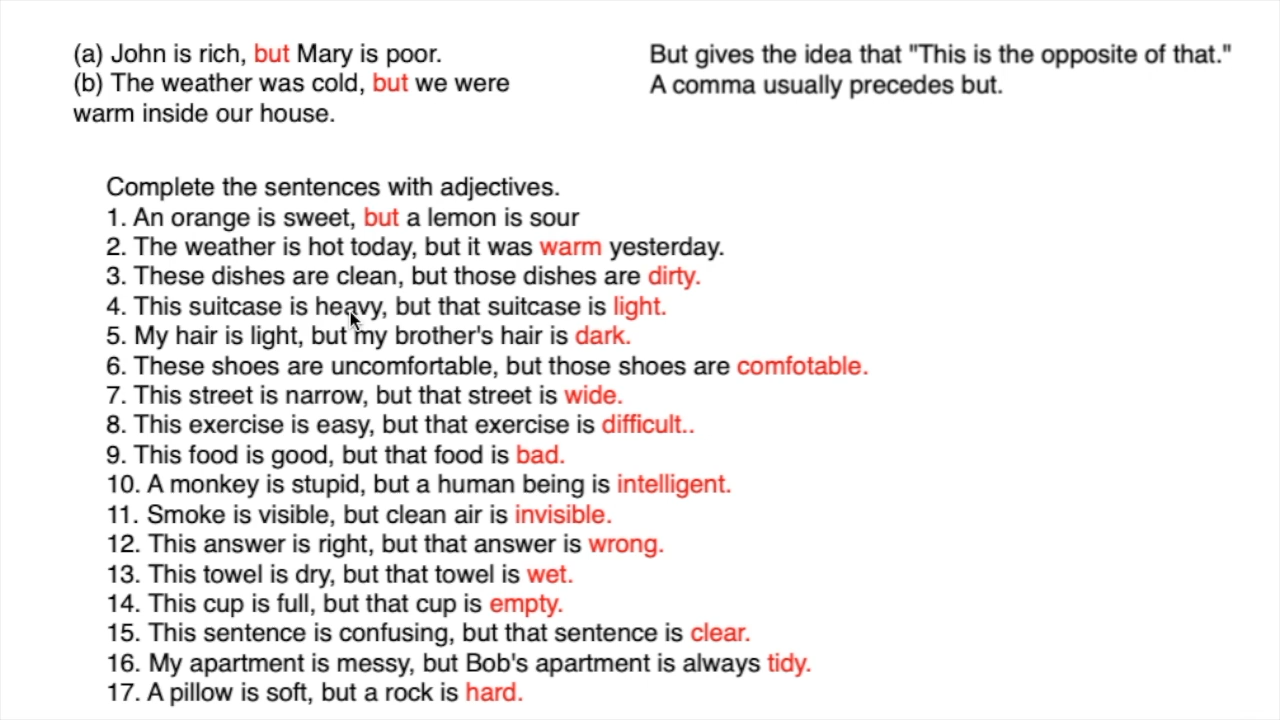 (a) John is rich, but Mary is poor.
(b) The weather was cold, but we were
warm inside our house.
But gives the idea that "This is the opposite of that."
A comma usually precedes but.
Complete the sentences with adjectives.
1. An orange is sweet, but a lemon is sour
2. The weather is hot today, but it was warm yesterday.
3. These dishes are clean, but those dishes are dirty.
4. This suitcase is heavy, but that suitcase is light.
5. My hair is light, but my brother's hair is dark.
6. These shoes are uncomfortable, but those shoes are comfotable.
7. This street is narrow, but that street is wide.
8. This exercise is easy, but that exercise is difficult..
9. This food is good, but that food is bad.
10. A monkey is stupid, but a human being is intelligent.
11. Smoke is visible, but clean air is invisible.
12. This answer is right, but that answer is wrong.
13. This towel is dry, but that towel is wet.
14. This cup is full, but that cup is empty.
15. This sentence is confusing, but that sentence is clear.
16. My apartment is messy, but Bob's apartment is always tidy.
17. A pillow is soft, but a rock is hard.